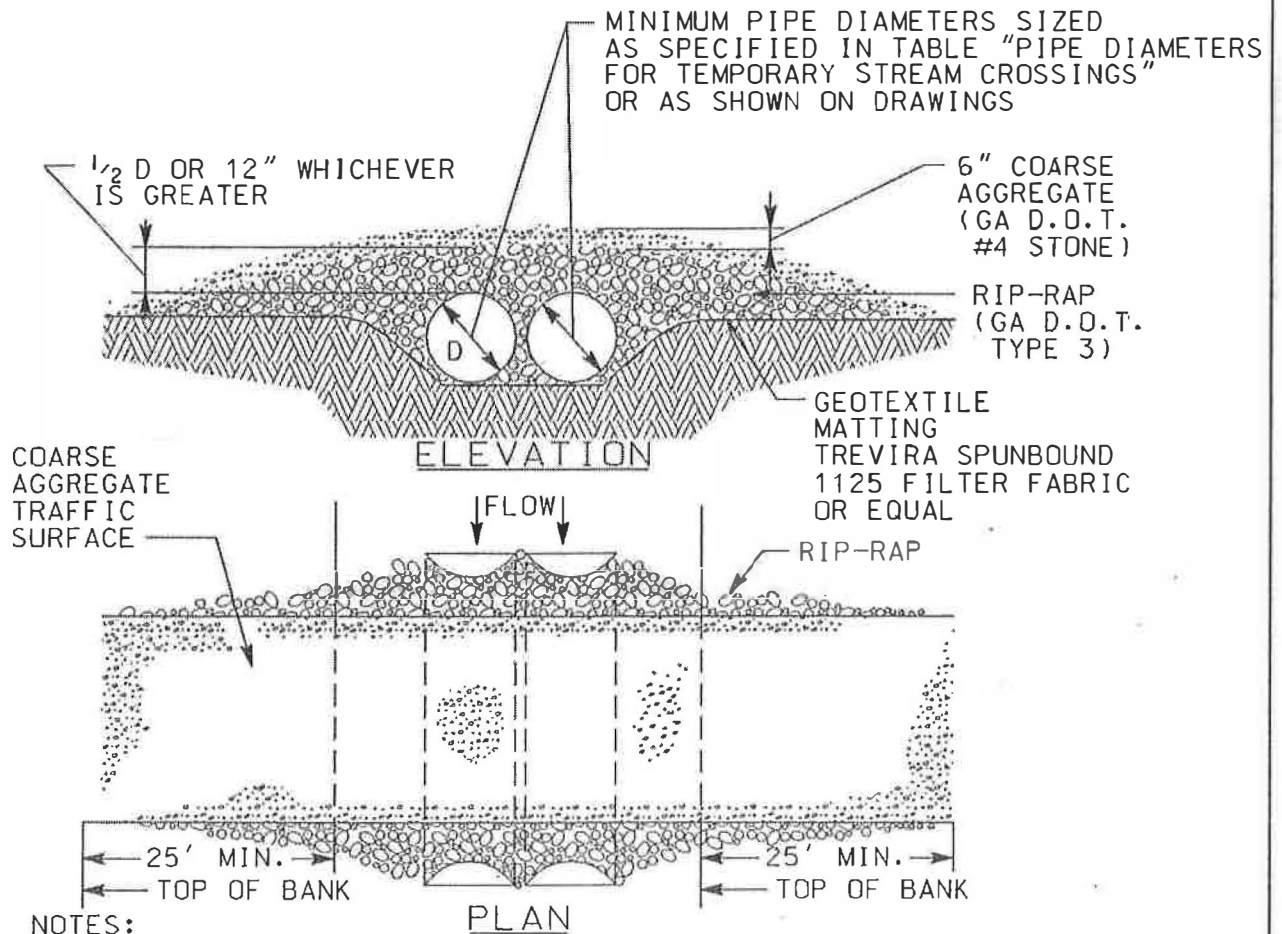 MINIMUM PIPE DIAMETERS SIZED
AS SPECIFIED IN TABLE "PIPE DIAMETERS
FOR TEMPORARY STREAM CROSSINGS"
OR AS SHOWN ON DRAWINGS
1/2 D OR 12" WHICHEVER
IS GREATER
6" COARSE
AGGREGATE
(GA D.O.T.
#4 STONE)
RIP-RAP
(GA D.O.T.
TYPE 3)
D
GEOTEXTILE
MATTING
TREVIRA SPUNBOUND
1125 FILTER FABRIC
OR EQUAL
ELEVATION
COARSE
AGGREGATE
TRAFFIC
SURFACE
FLOW
RIP-RAP
25' MIN.
TOP OF BANK
25' MIN.
TOP OF BANK
NOTES:
PLAN